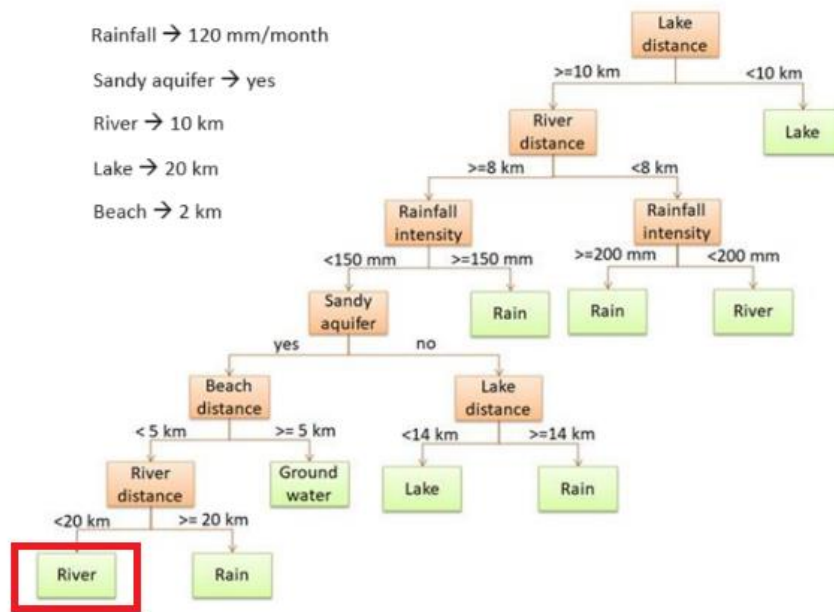 Rainfall → 120 mm/month
Sandy aquifer → yes
River → 10 km
Lake → 20 km
Beach → 2 km
Lake
distance
>=10 km
<10 km
River
distance
Lake
>=8 km
<8 km
Rainfall
intensity
Rainfall
intensity
<150 mm
>=150 mm
>=200 mm
<200 mm
Sandy
aquifer
Rain
Rain
River
yes
no
Beach
distance
Lake
distance
< 5 km
>= 5 km
<14 km
>=14 km
River
distance
Ground
water
Lake
Rain
<20 km
>= 20 km
River
Rain